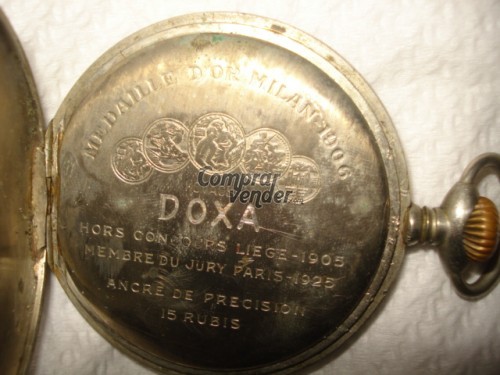 MEDAILLE D'OR MILAN-1906
Comprar
vender
DOXA
HORS CONCOURS LIEGE-1905
MEMBRE DU JURY PARIS-1925
ANCRE DE PRECISION
15 RUBIS